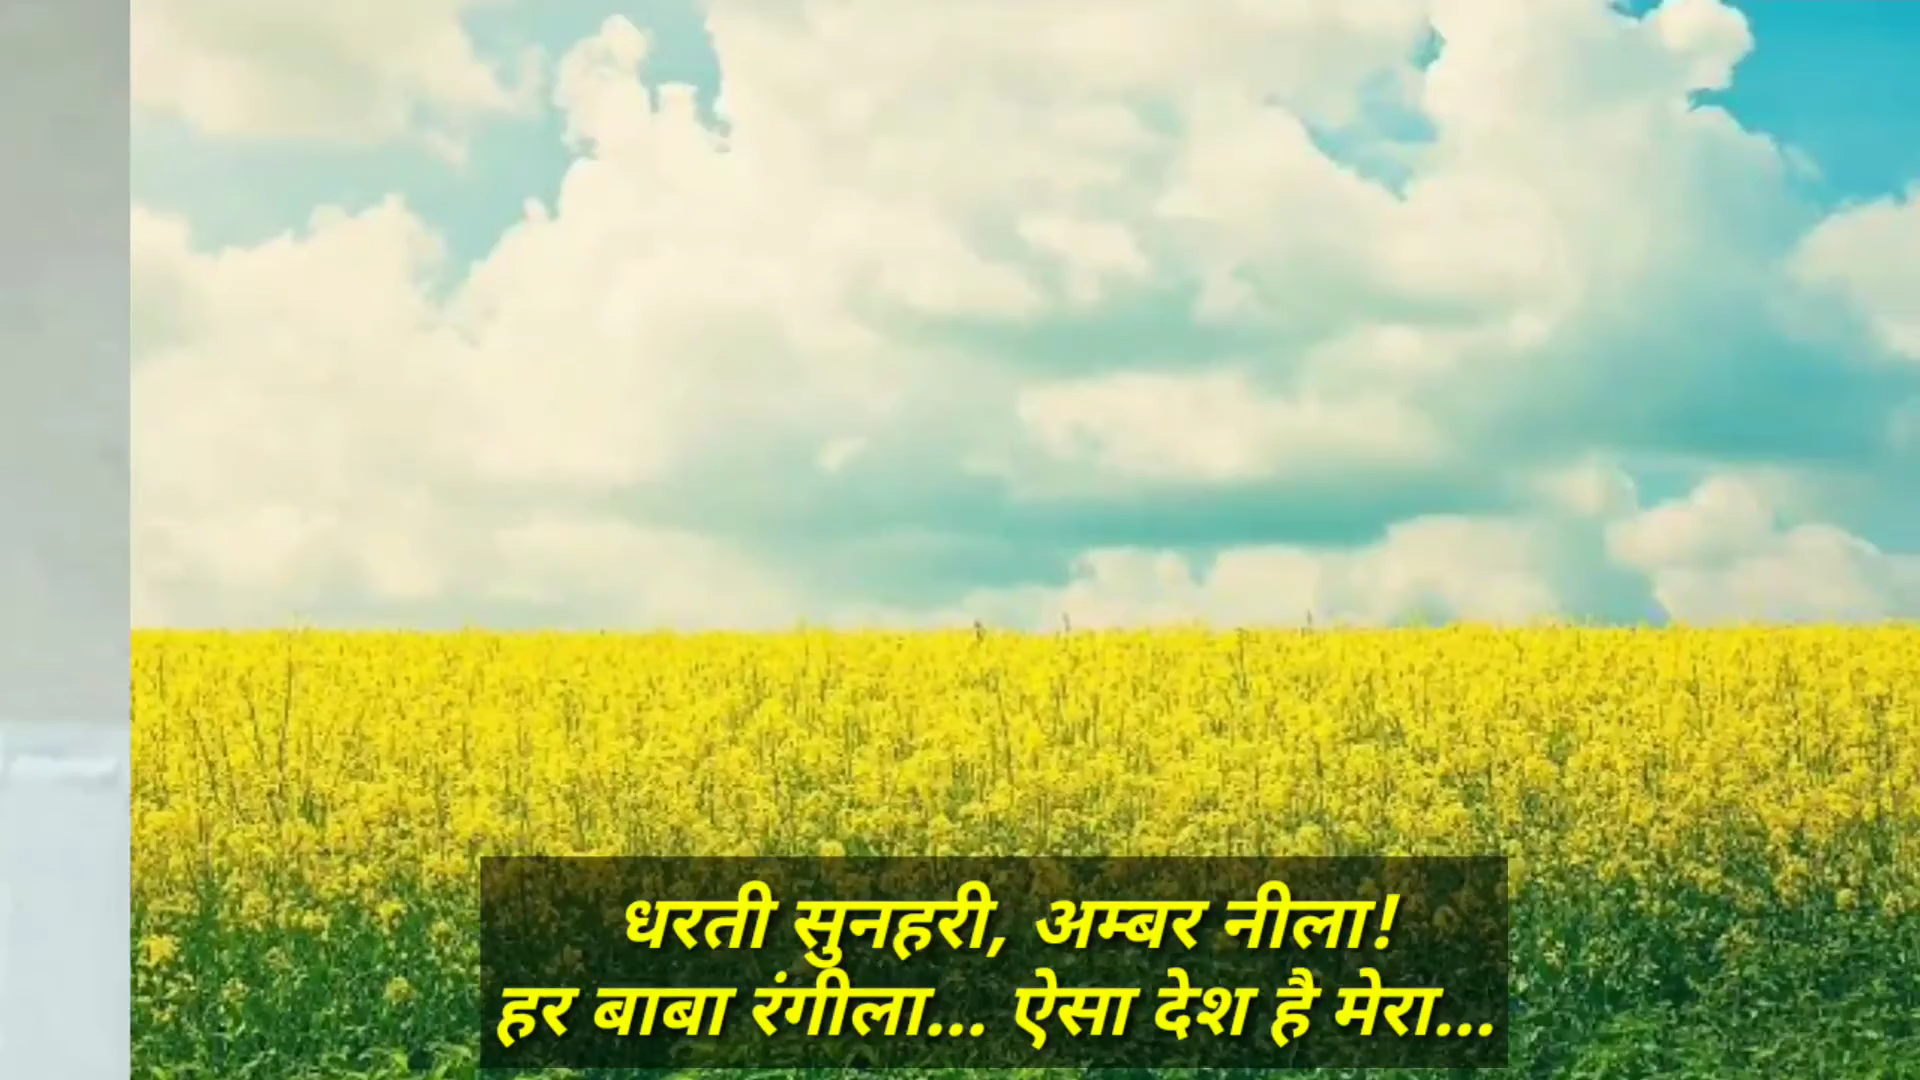 धरती सुनहरी, अम्बर नीला!
हर बाबा रंगीला... ऐसा देश है मेरा...